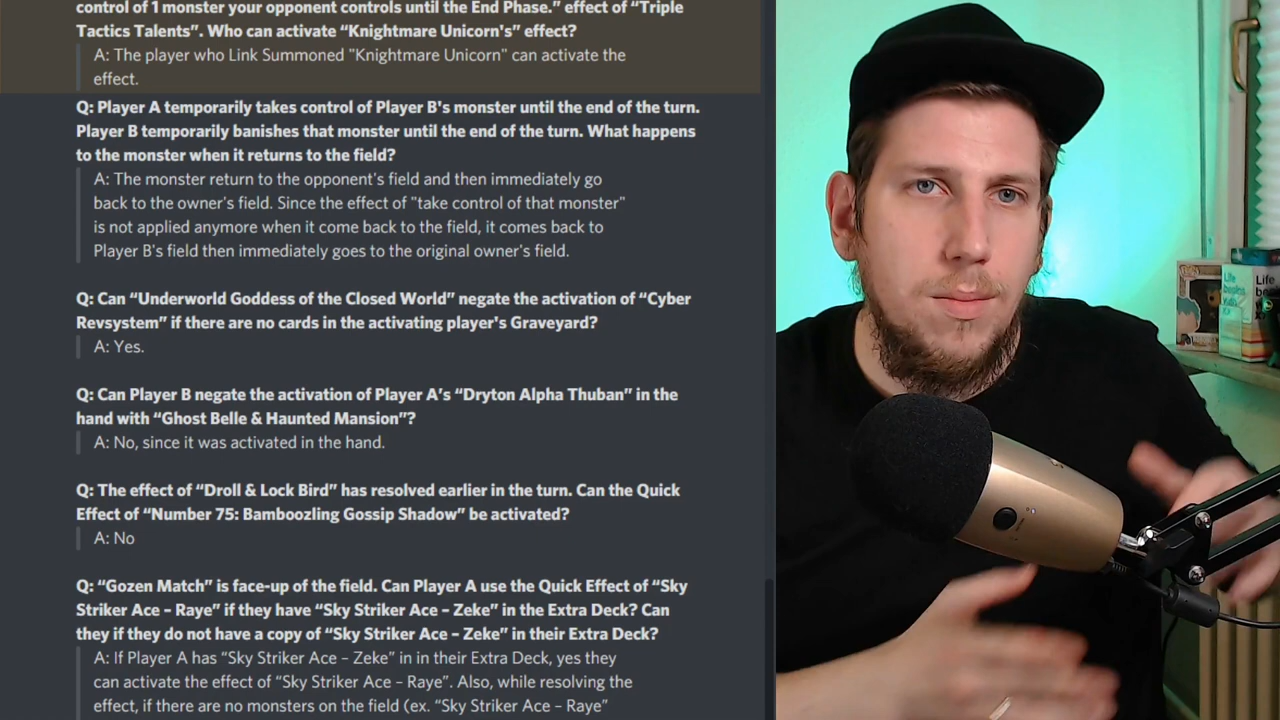 control of 1 monster your opponent controls until the End Phase.” effect of “Triple
Tactics Talents”. Who can activate “Knightmare Unicorn's” effect?
A: The player who Link Summoned "Knightmare Unicorn" can activate the
effect.
Q: Player A temporarily takes control of Player B's monster until the end of the turn.
Player B temporarily banishes that monster until the end of the turn. What happens
to the monster when it returns to the field?
A: The monster return to the opponent's field and then immediately go
back to the owner's field. Since the effect of "take control of that monster"
is not applied anymore when it come back to the field, it comes back to
Player B's field then immediately goes to the original owner's field.
Q: Can “Underworld Goddess of the Closed World” negate the activation of “Cyber
Revsystem” if there are no cards in the activating player's Graveyard?
A: Yes.
Q: Can Player B negate the activation of Player A’s “Dryton Alpha Thuban” in the
hand with “Ghost Belle & Haunted Mansion”?
A: No, since it was activated in the hand.
Q: The effect of “Droll & Lock Bird” has resolved earlier in the turn. Can the Quick
Effect of “Number 75: Bamboozling Gossip Shadow” be activated?
A: No
Q: “Gozen Match” is face-up of the field. Can Player A use the Quick Effect of “Sky
Striker Ace – Raye” if they have “Sky Striker Ace – Zeke” in the Extra Deck? Can
they if they do not have a copy of “Sky Striker Ace – Zeke” in their Extra Deck?
A: If Player A has “Sky Striker Ace – Zeke” in in their Extra Deck, yes they
can activate the effect of “Sky Striker Ace – Raye”. Also, while resolving the
effect, if there are no monsters on the field (ex. “Sky Striker Ace – Raye”
Life
Life